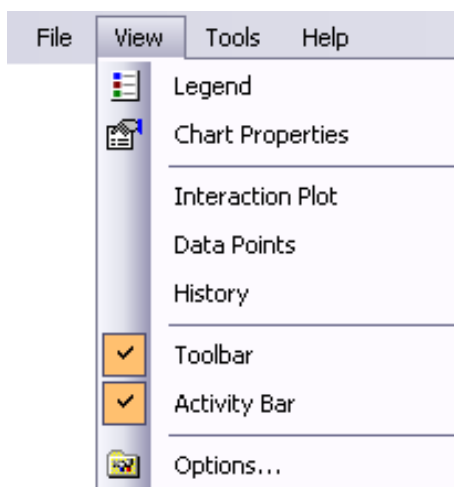 File View Tools Help
Legend
Chart Properties
Interaction Plot
Data Points
History
Toolbar
Activity Bar
Options...